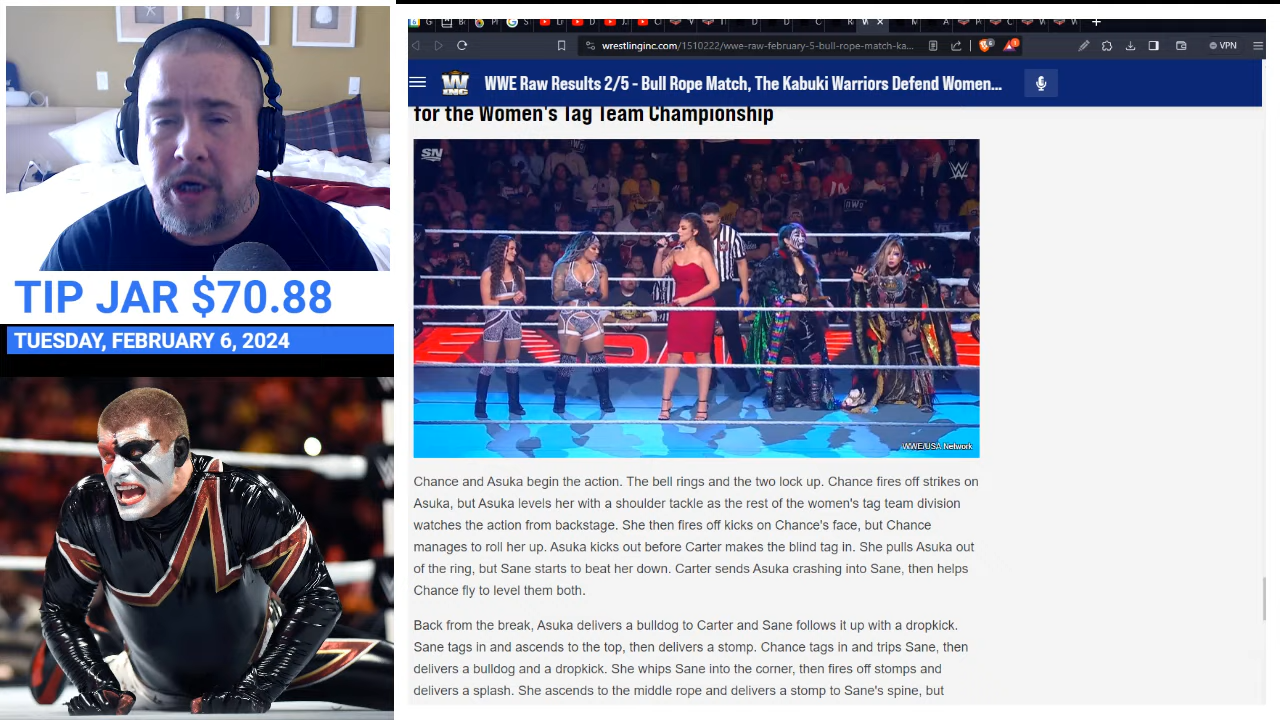 wrestlinginc.com/1510222/wwe-raw-february-5-bull-rope-match-ka...
VPN
W
ING
WWE Raw Results 2/5 - Bull Rope Match, The Kabuki Warriors Defend Women...
for the Women's Tag Team Championship
SN
W
nWo
WWE/USA Network
TIP JAR $70.88
TUESDAY, FEBRUARY 6, 2024
Chance and Asuka begin the action. The bell rings and the two lock up. Chance fires off strikes on
Asuka, but Asuka levels her with a shoulder tackle as the rest of the women's tag team division
watches the action from backstage. She then fires off kicks on Chance's face, but Chance
manages to roll her up. Asuka kicks out before Carter makes the blind tag in. She pulls Asuka out
of the ring, but Sane starts to beat her down. Carter sends Asuka crashing into Sane, then helps
Chance fly to level them both.
Back from the break, Asuka delivers a bulldog to Carter and Sane follows it up with a dropkick.
Sane tags in and ascends to the top, then delivers a stomp. Chance tags in and trips Sane, then
delivers a bulldog and a dropkick. She whips Sane into the corner, then fires off stomps and
delivers a splash. She ascends to the middle rope and delivers a stomp to Sane's spine, but